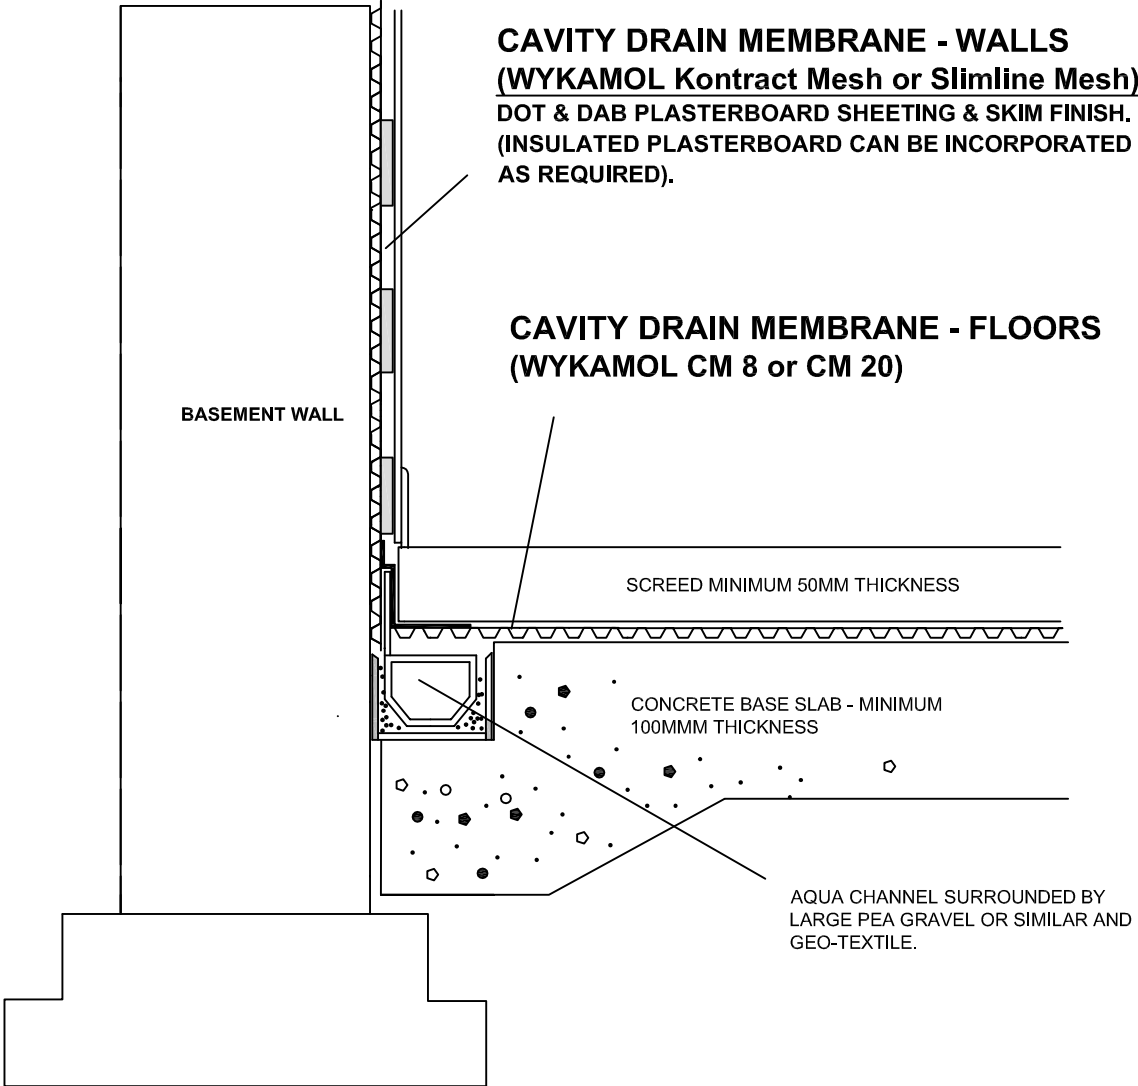 CAVITY DRAIN MEMBRANE - WALLS
(WYKAMOL Kontract Mesh or Slimline Mesh)
DOT & DAB PLASTERBOARD SHEETING & SKIM FINISH.
(INSULATED PLASTERBOARD CAN BE INCORPORATED
AS REQUIRED).
CAVITY DRAIN MEMBRANE - FLOORS
(WYKAMOL CM 8 or CM 20)
BASEMENT WALL
SCREED MINIMUM 50MM THICKNESS
CONCRETE BASE SLAB - MINIMUM
100MMM THICKNESS
AQUA CHANNEL SURROUNDED BY
LARGE PEA GRAVEL OR SIMILAR AND
GEO-TEXTILE.